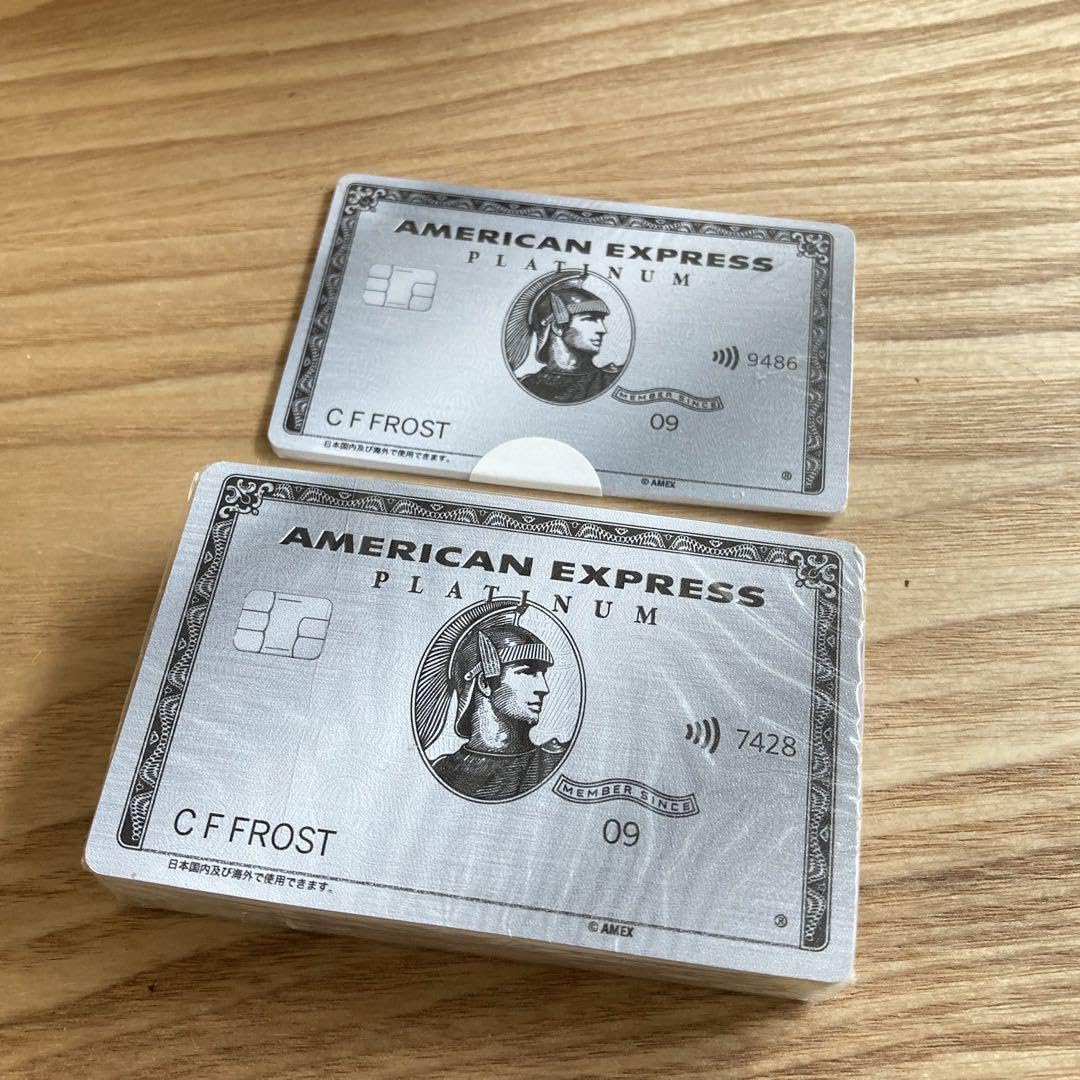 AMERICAN EXPRESS
PLATINUM
9486
MEMBER SINCE
09
C F FROST
日本国内及び海外で使用できます。
© AMEX
®
AMERICAN EXPRESS
PLATINUM
7428
MEMBER SINCE
09
C F FROST
日本国内及び海外で使用できます。
© AMEX
®